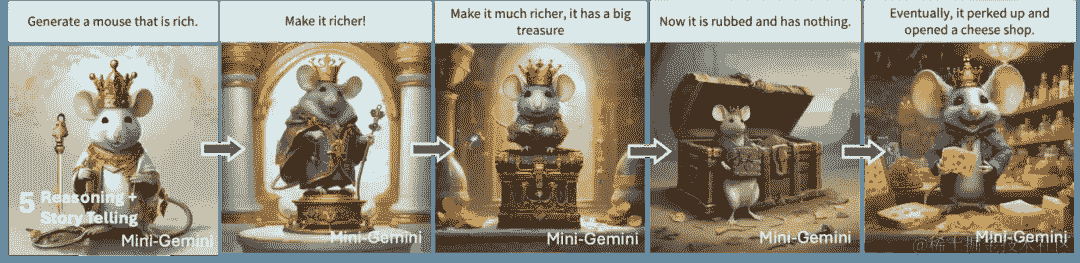 Generate a mouse that is rich.
Make it richer!
Make it much richer, it has a big
treasure
Now it is rubbed and has nothing.
Eventually, it perked up and
opened a cheese shop.
5 Reasoning +
Story Telling
Mini-Gemini
Mini-Gemini
Mini-Gemini
Mini-Gemini
Mini-Gemini